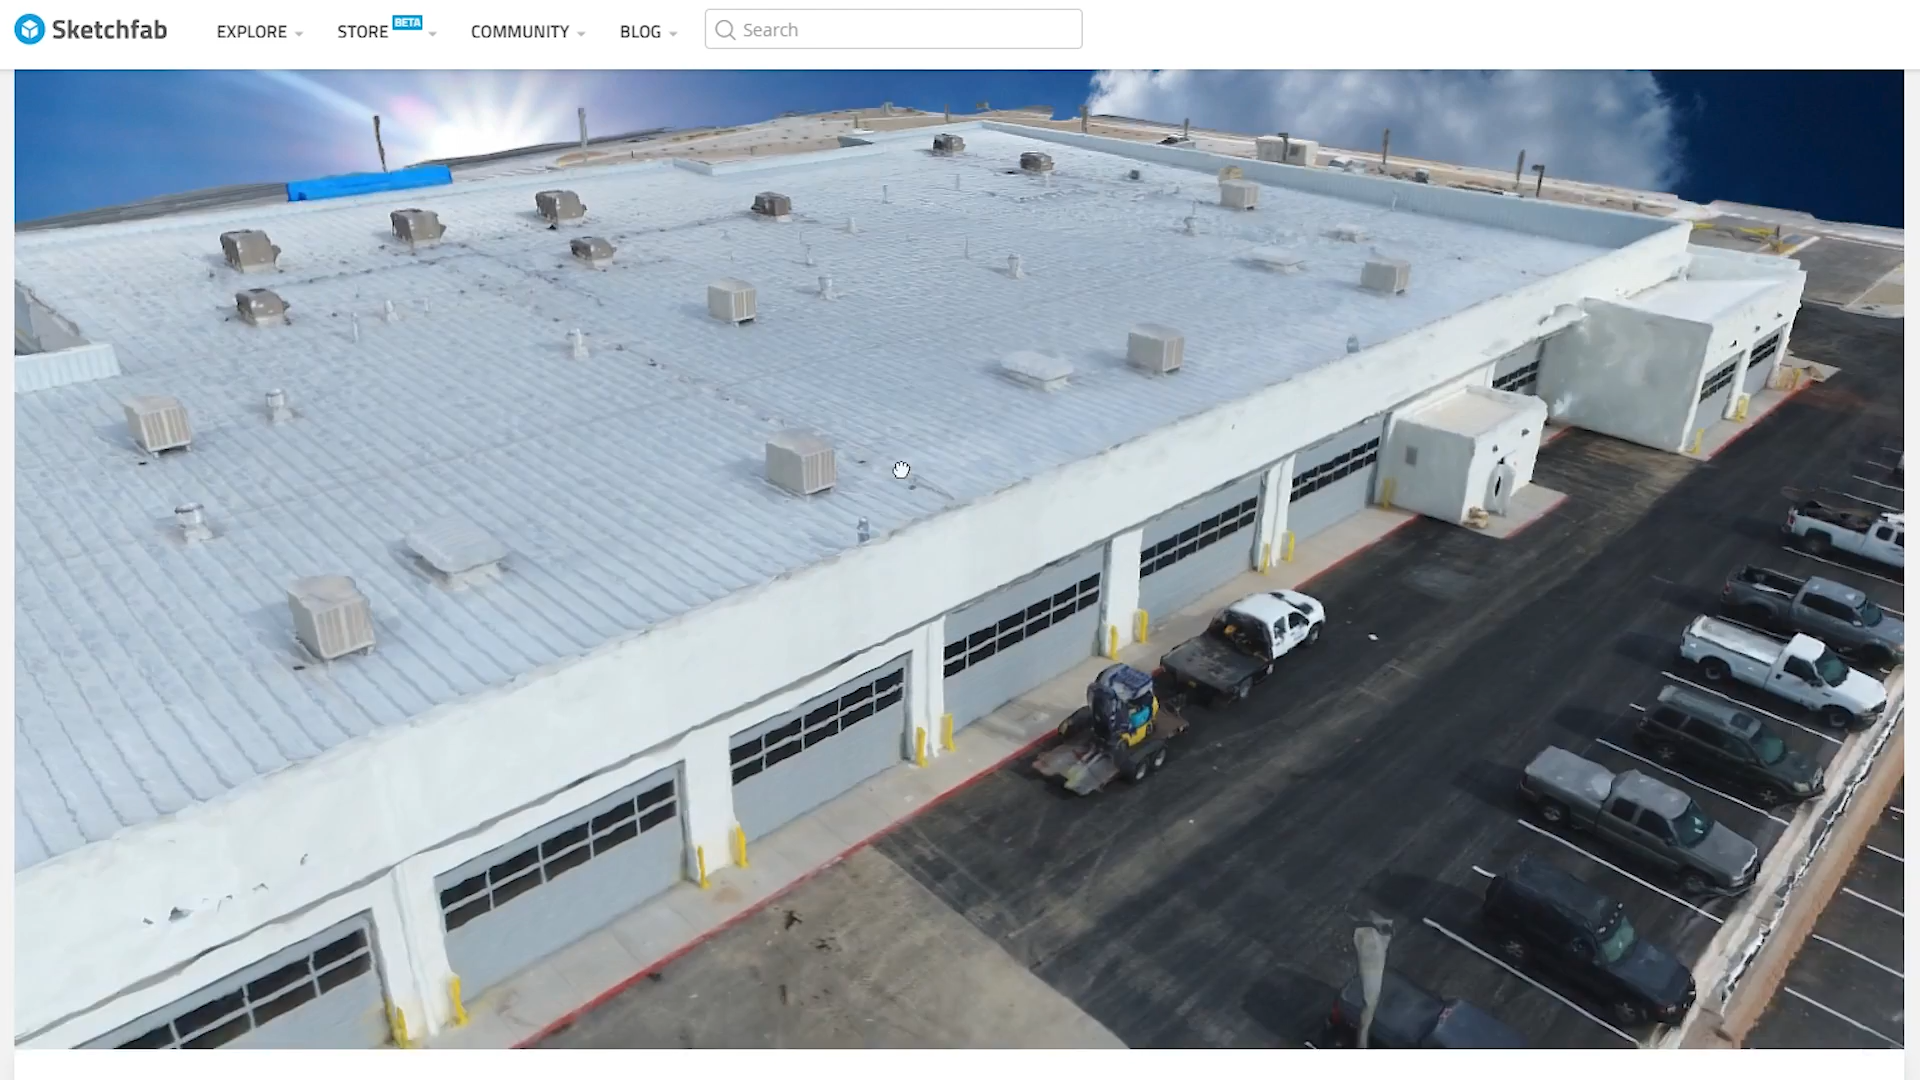 Sketchfab
EXPLORE
STORE BETA
COMMUNITY
BLOG
Search